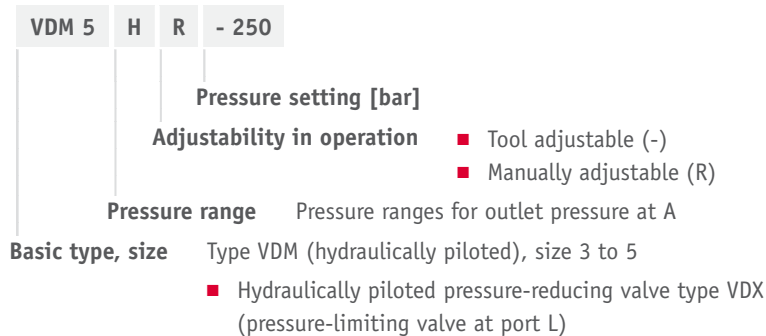 VDM 5 H R - 250
Pressure setting [bar]
Adjustability in operation ■ Tool adjustable (-)
■ Manually adjustable (R)
Pressure range Pressure ranges for outlet pressure at A
Basic type, size Type VDM (hydraulically piloted), size 3 to 5
■ Hydraulically piloted pressure-reducing valve type VDX
(pressure-limiting valve at port L)